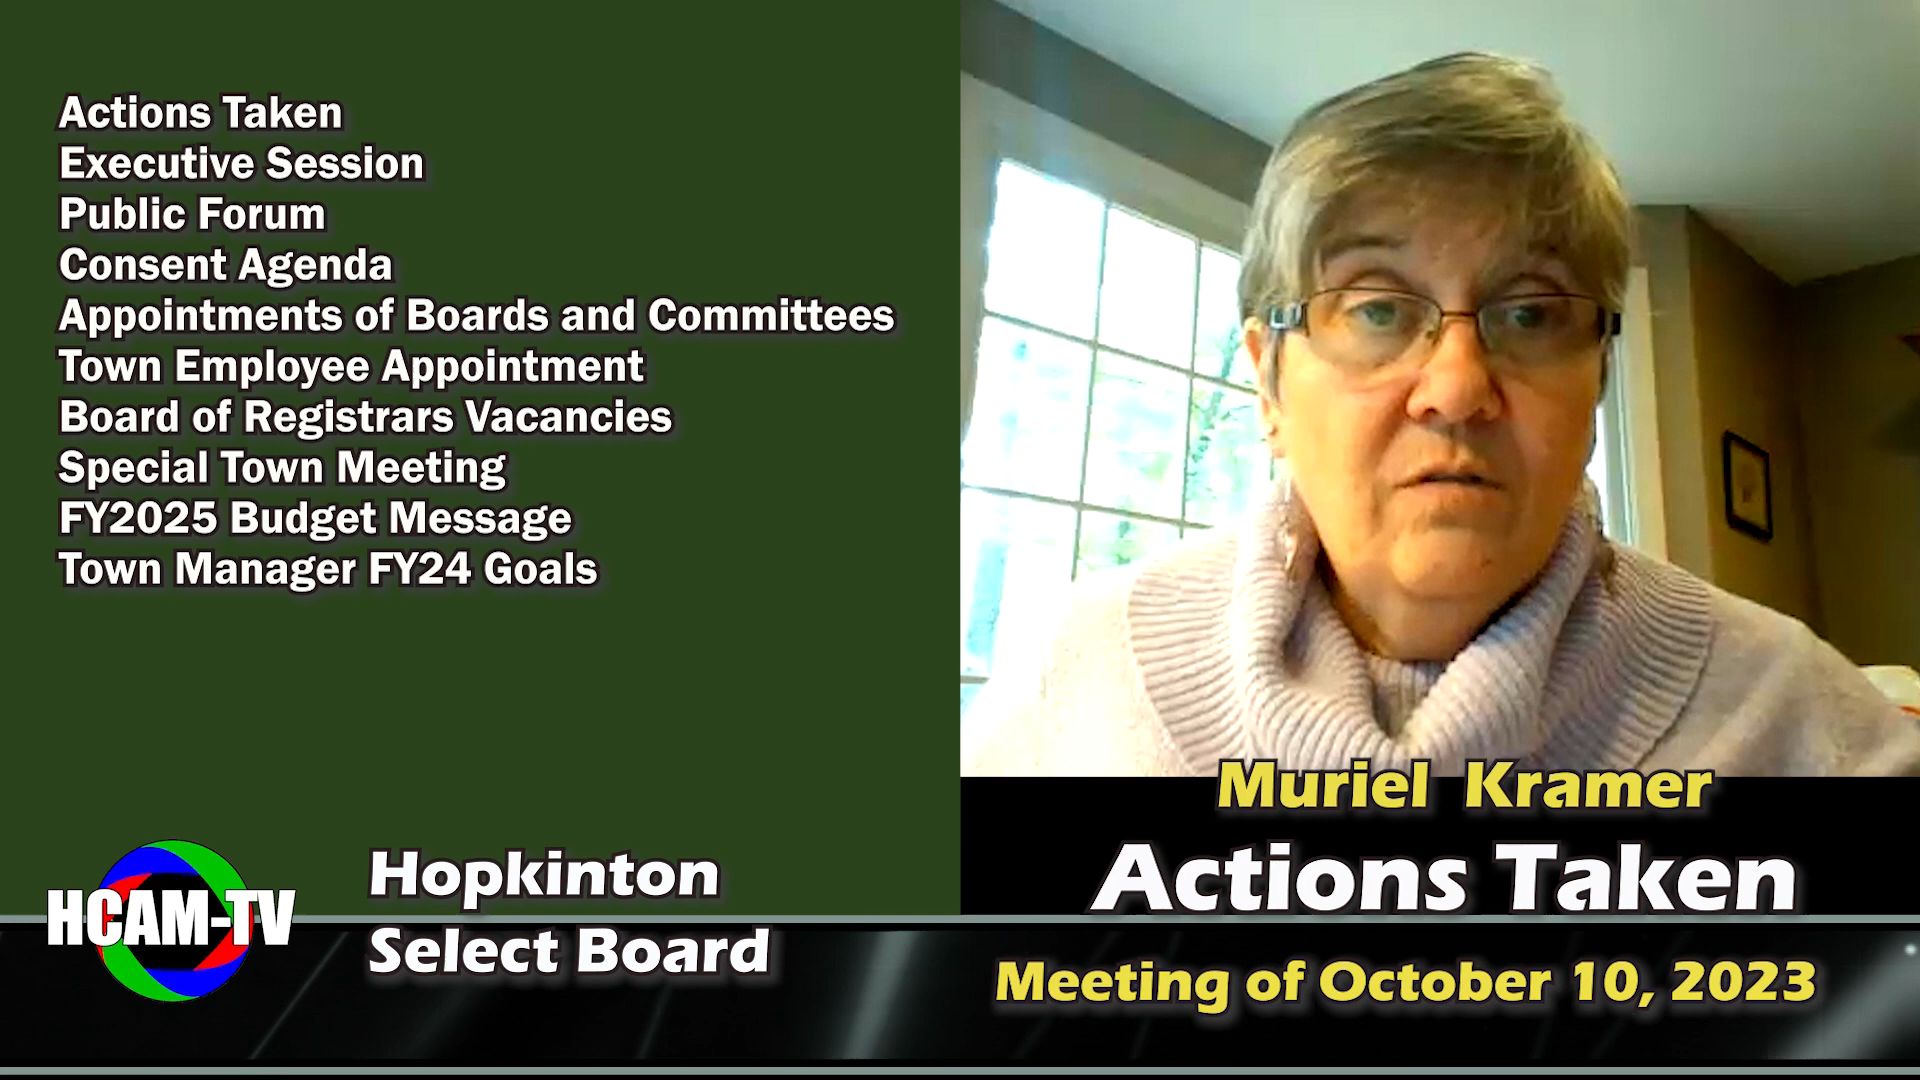 Actions Taken
Executive Session
Public Forum
Consent Agenda
Appointments of Boards and Committees
Town Employee Appointment
Board of Registrars Vacancies
Special Town Meeting
FY2025 Budget Message
Town Manager FY24 Goals
HCAM-TV
Hopkinton
Select Board
Muriel Kramer
Actions Taken
Meeting of October 10, 2023